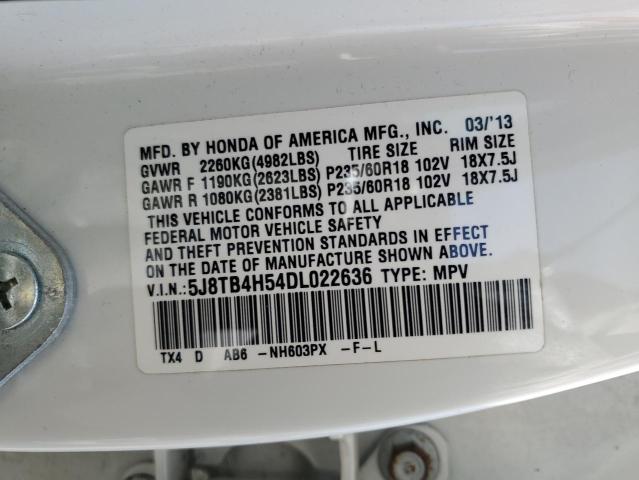 MFD. BY HONDA OF AMERICA MFG., INC. 03/'13
GVWR 2260KG(4982LBS) TIRE SIZE RIM SIZE
GAWR F 1190KG(2623LBS) P235/60R18 102V 18X7.5J
GAWR R 1080KG(2381LBS) P235/60R18 102V 18X7.5J
THIS VEHICLE CONFORMS TO ALL APPLICABLE
FEDERAL MOTOR VEHICLE SAFETY
AND THEFT PREVENTION STANDARDS IN EFFECT
ON THE DATE OF MANUFACTURE SHOWN ABOVE.
V.I.N.: 5J8TB4H54DL022636 TYPE: MPV
TX4 D AB6 -NH603PX -F-L